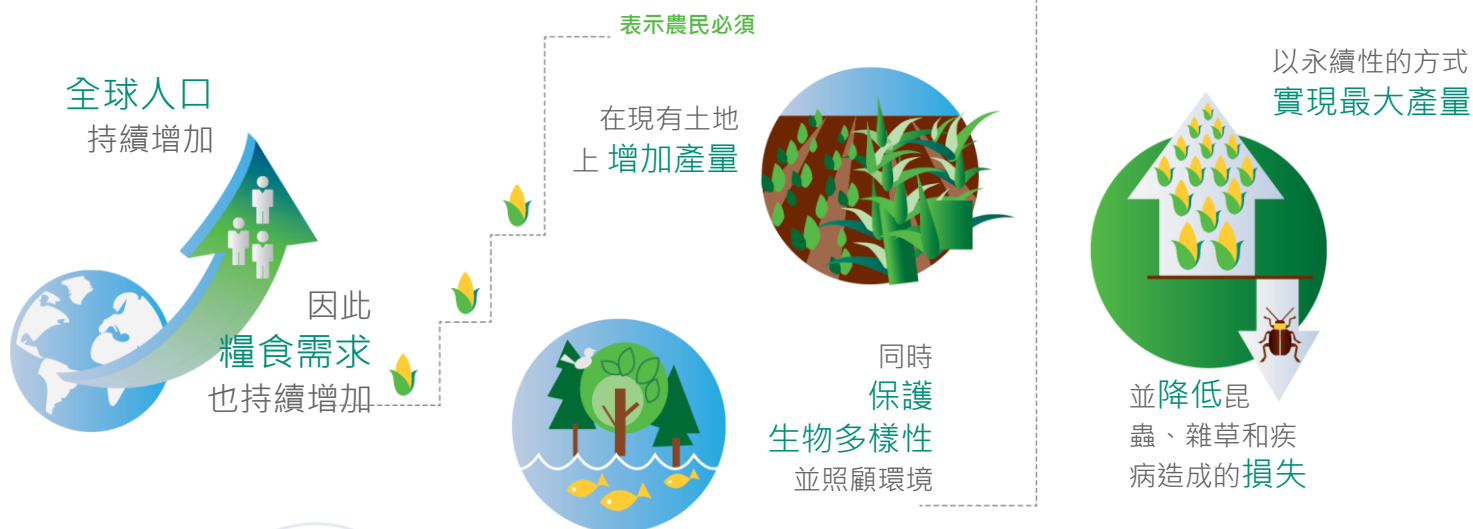 全球人口
持續增加
因此
糧食需求
也持續增加
表示農民必須
在現有土地
上 增加產量
同時
保護
生物多樣性
並照顧環境
以永續性的方式
實現最大產量
並降低昆
蟲、雜草和疾
病造成的損失